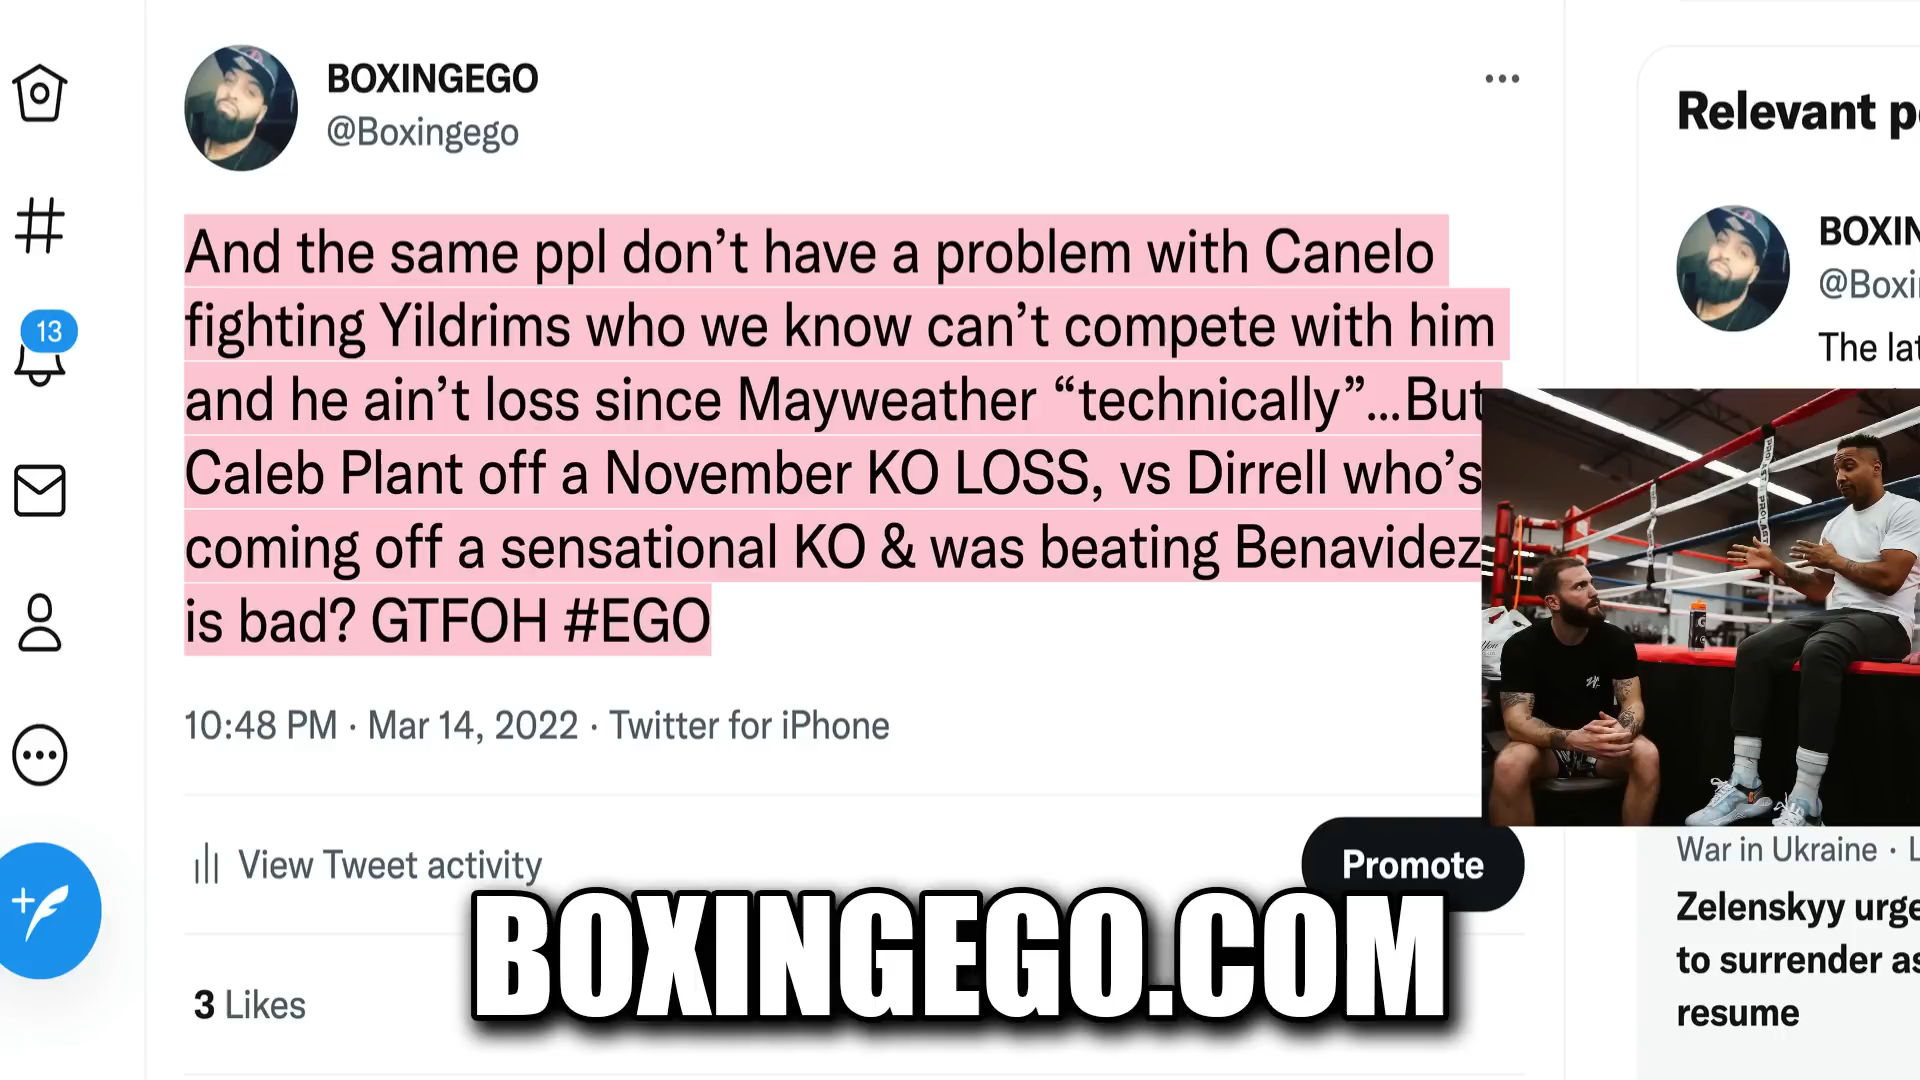 BOXINGEGO
@Boxingego
And the same ppl don’t have a problem with Canelo
fighting Yildrims who we know can’t compete with him
and he ain’t loss since Mayweather “technically”...But
Caleb Plant off a November KO LOSS, vs Dirrell who’s
coming off a sensational KO & was beating Benavidez
is bad? GTFOH #EGO
10:48 PM · Mar 14, 2022 · Twitter for iPhone
View Tweet activity
Promote
3 Likes
BOXINGEGO.COM
13
Relevant p
BOXIN
@Boxi
The lat
War in Ukraine · L
Zelenskyy urge
to surrender as
resume